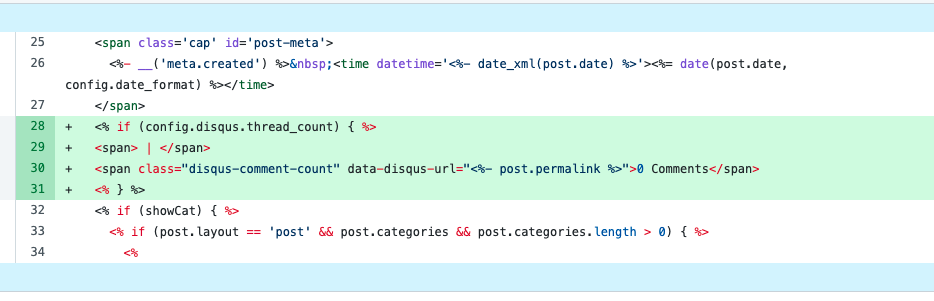 25 <span class='cap' id='post-meta'>
26 <%- __('meta.created') %>&nbsp;<time datetime='<%- date_xml(post.date) %>'><%= date(post.date,
config.date_format) %></time>
27 </span>
28 + <% if (config.disqus.thread_count) { %>
29 + <span> | </span>
30 + <span class="disqus-comment-count" data-disqus-url="<%- post.permalink %>">0 Comments</span>
31 + <% } %>
32 <% if (showCat) { %>
33 <% if (post.layout == 'post' && post.categories && post.categories.length > 0) { %>
34 <%